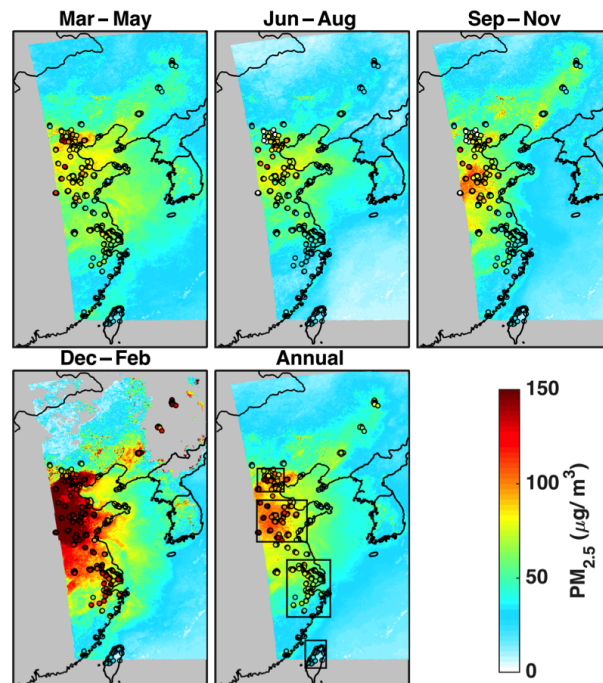 Mar–May
Jun–Aug
Sep–Nov
Dec–Feb
Annual
150
100
50
0
PM2.5 (μg/ m3)